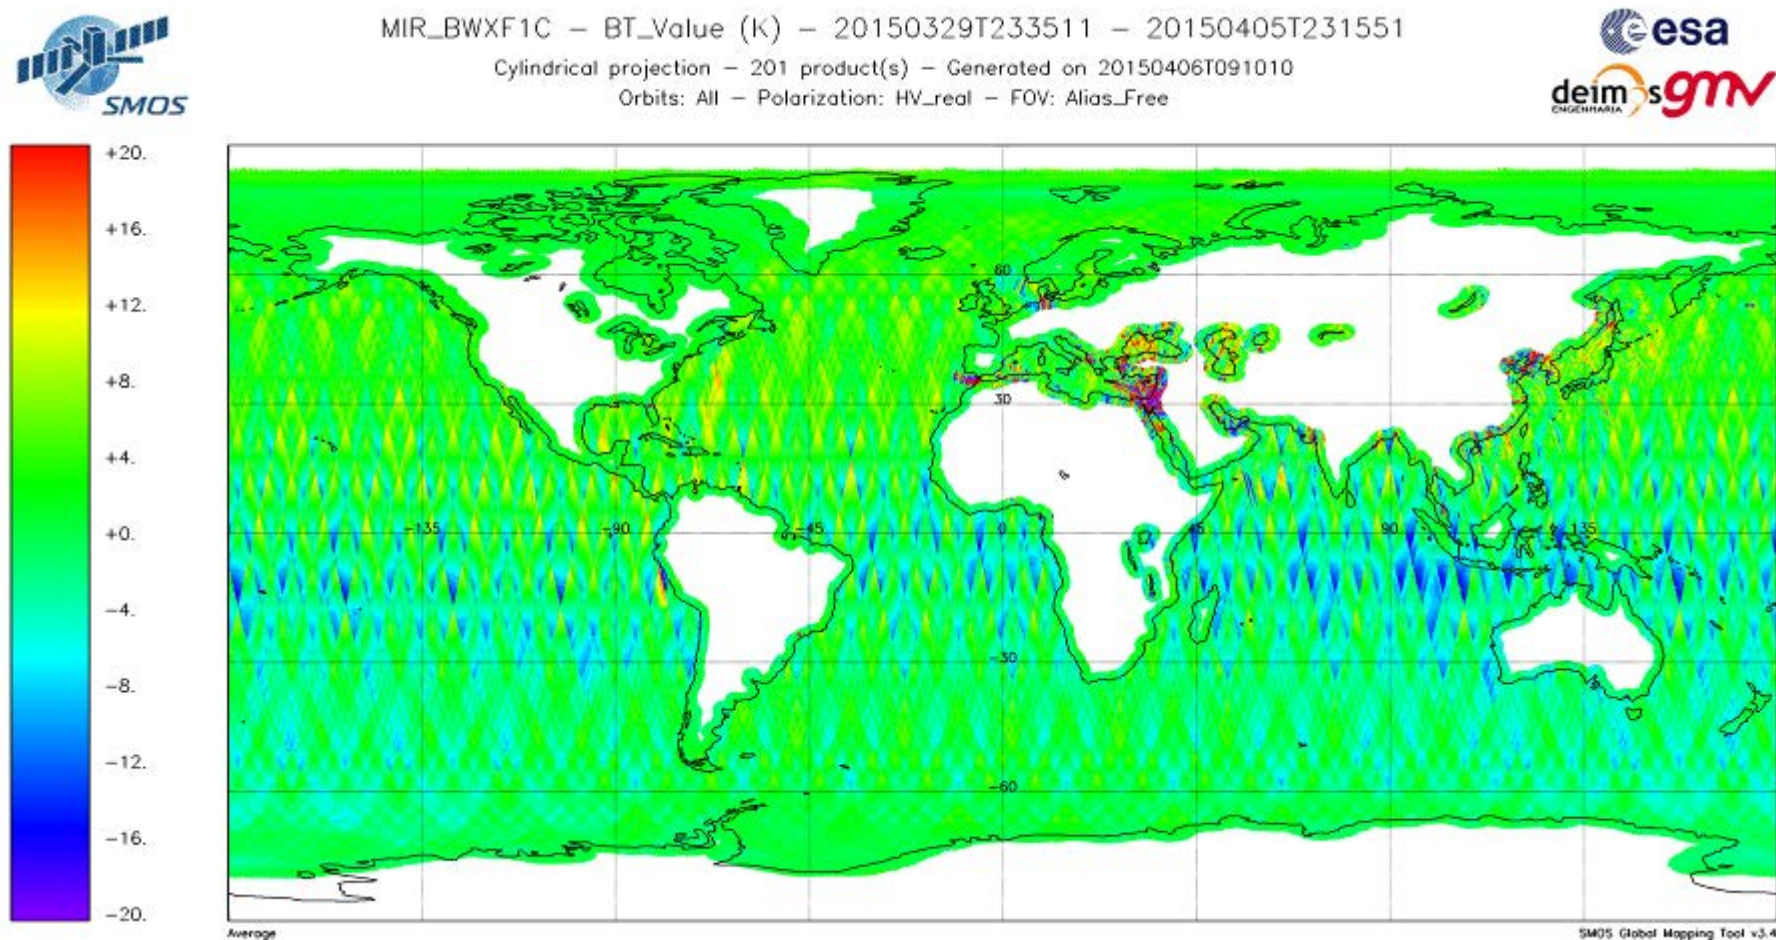 SMOS
MIR_BWXF1C - BT_Value (K) - 20150329T233511 - 20150405T231551
Cylindrical projection - 201 product(s) - Generated on 20150406T091010
Orbits: All - Polarization: HV_real - FOV: Alias_Free
esa
deimos
ENGENHARIA
gmv
+20.
+16.
+12.
+8.
+4.
+0.
-4.
-8.
-12.
-16.
-20.
60
30
-135
-90
-45
0
45
90
135
-30
-60
Average
SMOS Global Mapping Tool v3.4